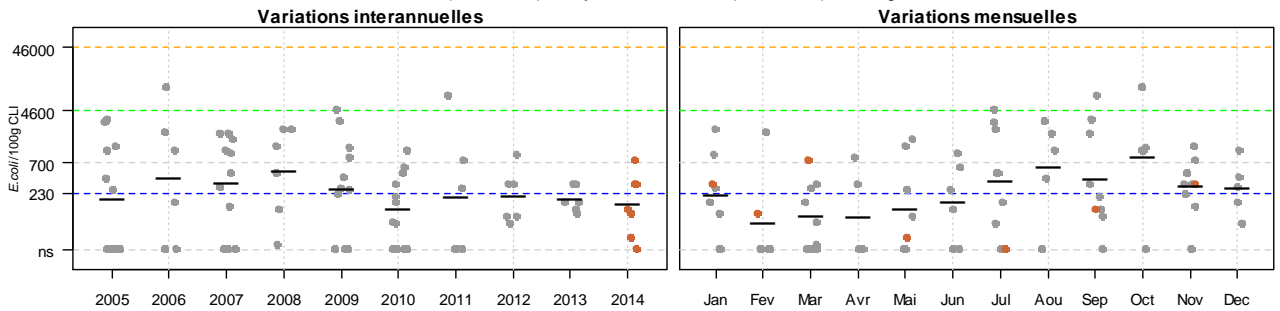 Variations interannuelles
Variations mensuelles
E.coli/100g CLI
46000
4600
700
230
ns
2005 2006 2007 2008 2009 2010 2011 2012 2013 2014
Jan Fev Mar Avr Mai Jun Jul Aou Sep Oct Nov Dec